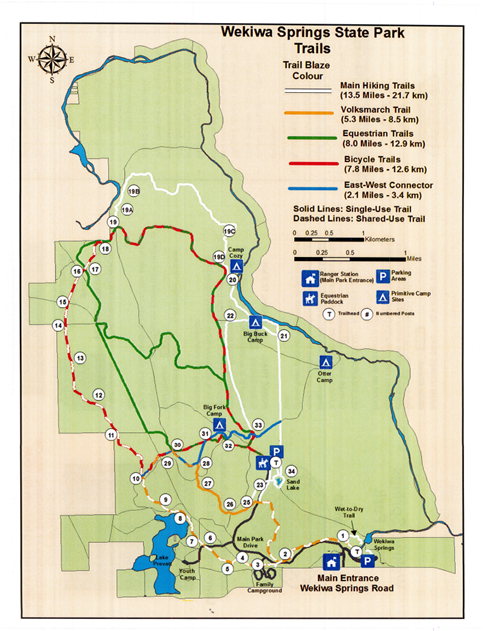 Wekiwa Springs State Park
Trails
N
W
E
S
Trail Blaze
Colour
Main Hiking Trails
(13.5 Miles - 21.7 km)
Volksmarch Trail
(5.3 Miles - 8.5 km)
Equestrian Trails
(8.0 Miles - 12.9 km)
Bicycle Trails
(7.8 Miles - 12.6 km)
East-West Connector
(2.1 Miles - 3.4 km)
Solid Lines: Single-Use Trail
Dashed Lines: Shared-Use Trail
0 0.25 0.5 1
Kilometers
0 0.25 0.5 1
Miles
Ranger Station
(Main Park Entrance)
P
Parking
Areas
Equestrian
Paddock
Primitive Camp
Sites
T Trailhead # Numbered Posts
19B
19A
19
19C
18
19D
Camp
Cozy
16
17
20
15
22
14
Big Buck
Camp
21
13
Otter
Camp
12
Big Fork
Camp
11
31
33
30
32
P
29
28
T
34
10
27
23
Sand
Lake
9
26
25
8
Wet-to-Dry
Trail
7
6
Main Park
Drive
1
Wekiwa
Springs
T
Lake
Prevatt
4
2
P
Youth
Camp
5
3
Family
Campground
Main Entrance
Wekiwa Springs Road